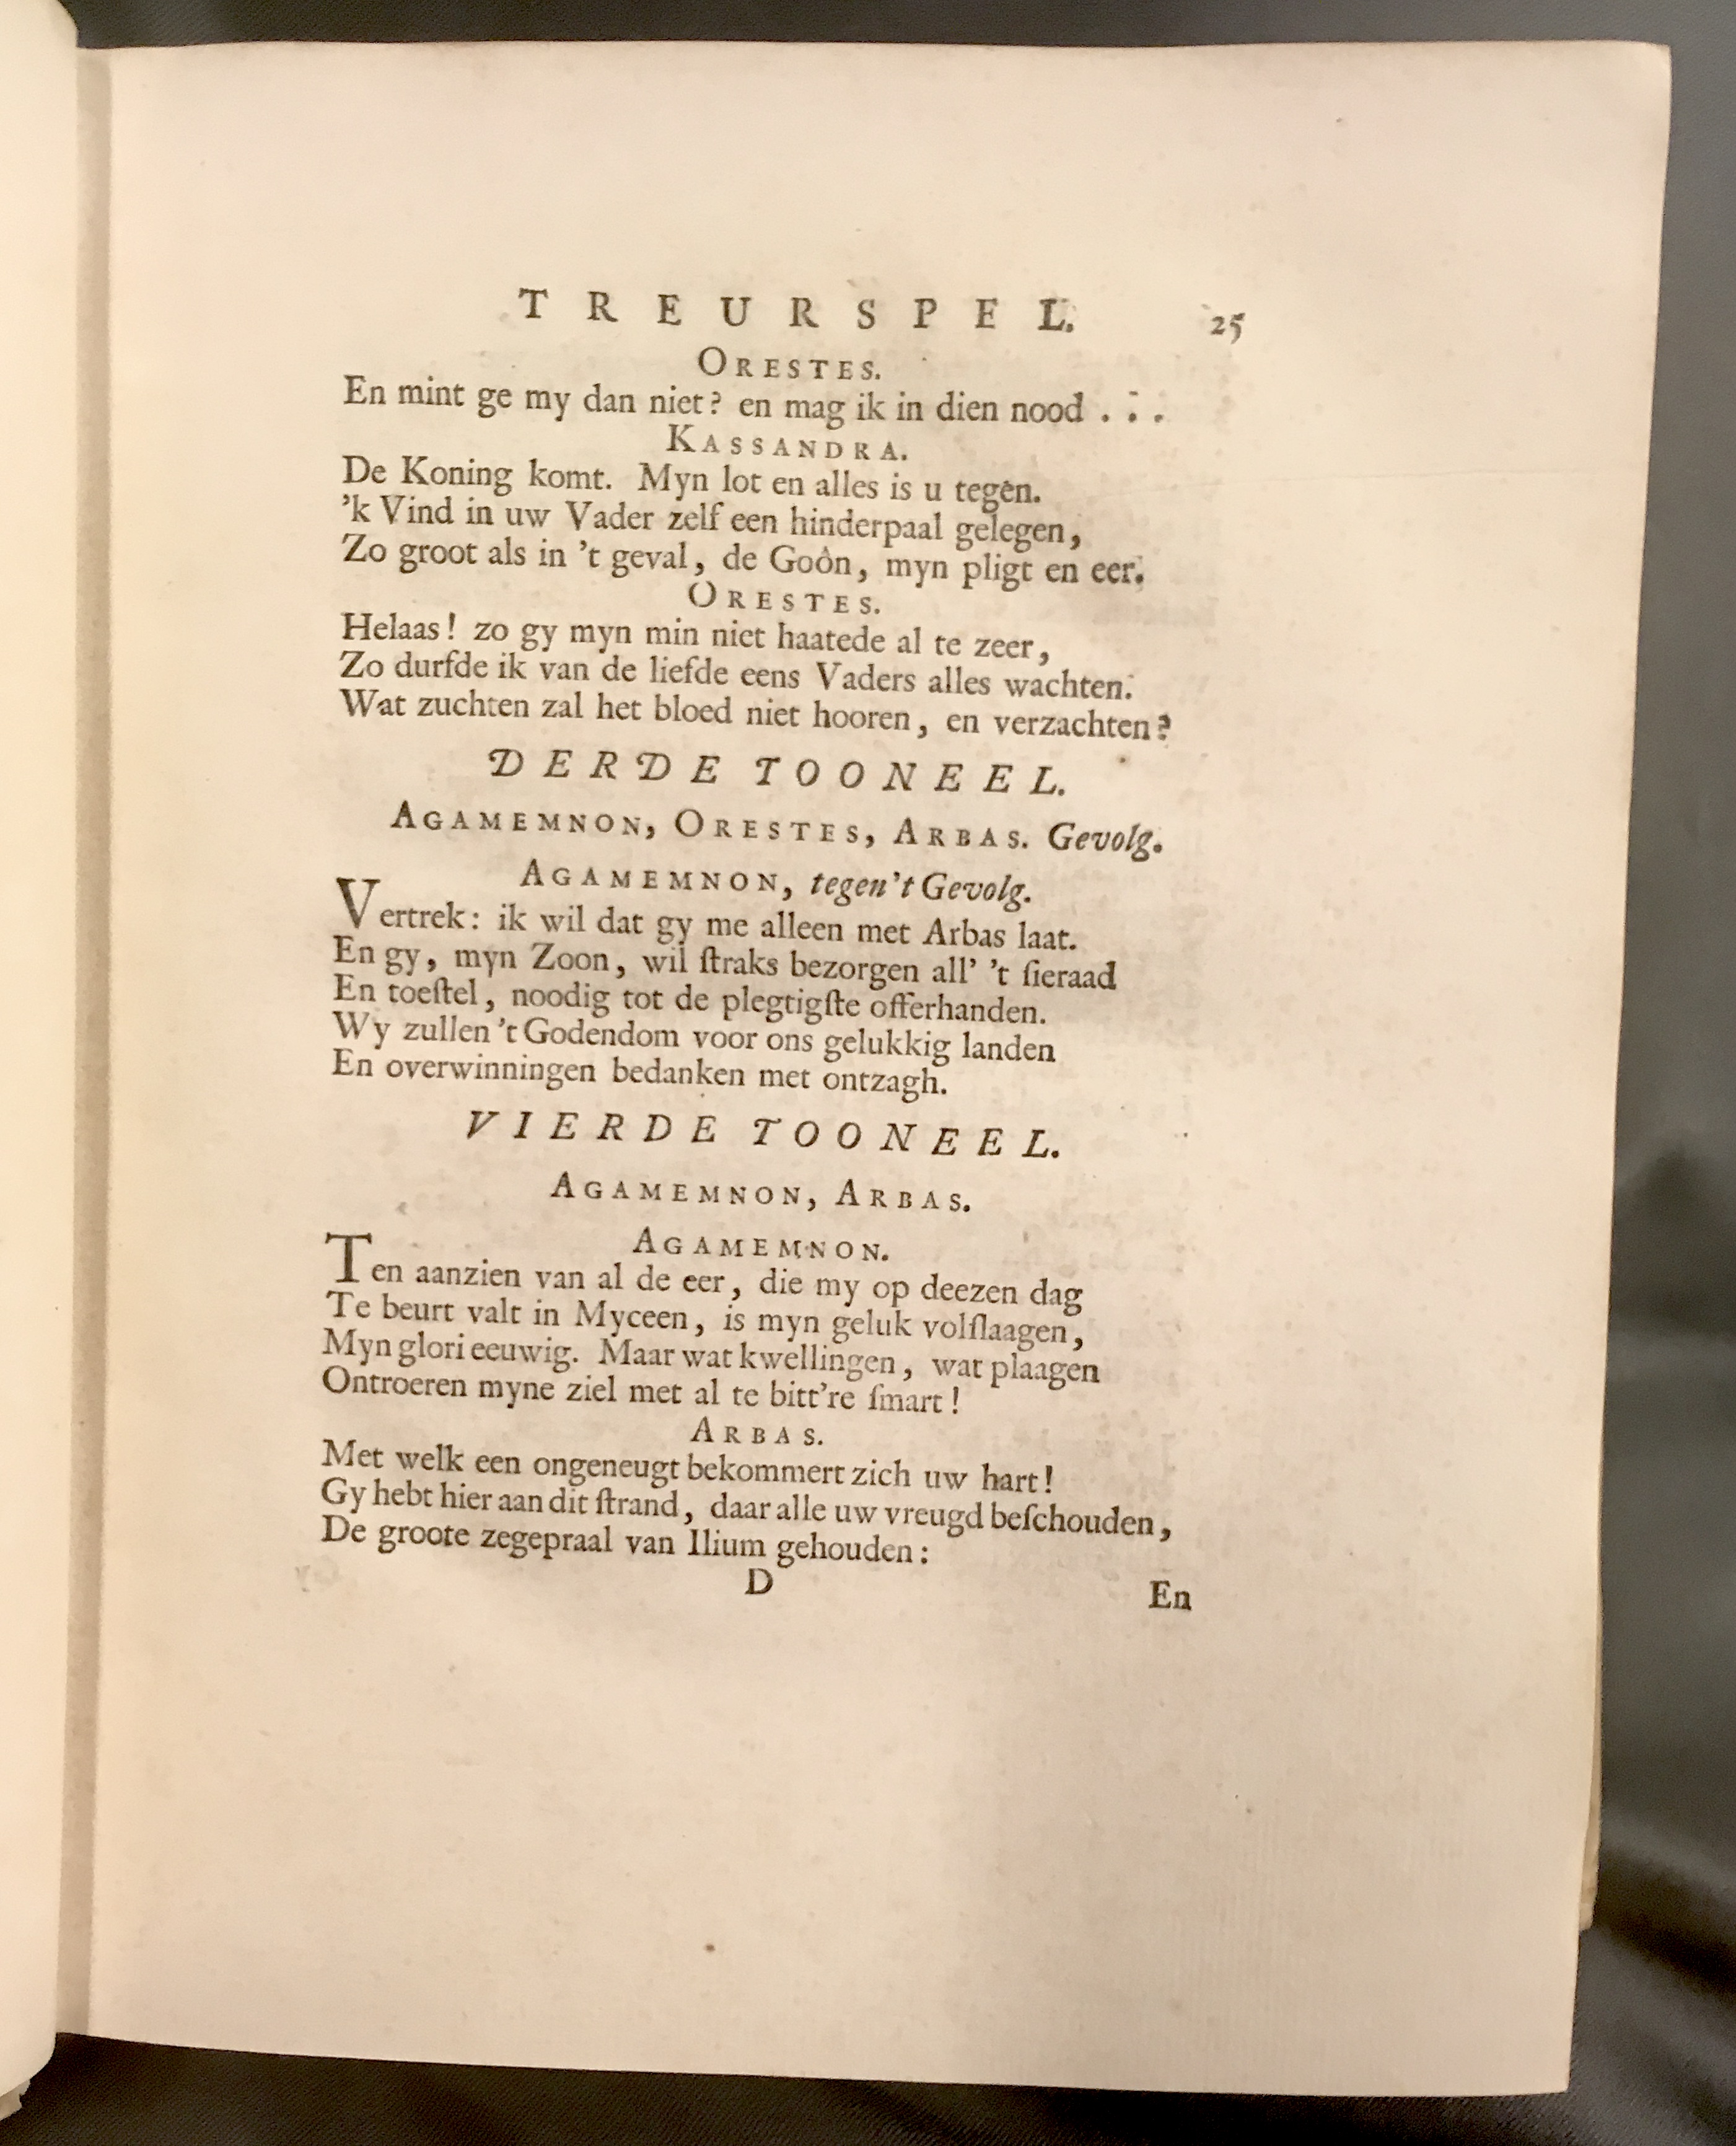 TREURSPEL. 25
ORESTES.
En mint ge my dan niet? en mag ik in dien nood . . .
KASSANDRA.
De Koning komt. Myn lot en alles is u tegen.
’k Vind in uw Vader zelf een hinderpaal gelegen,
Zo groot als in ’t geval, de Goôn, myn pligt en eer.
ORESTES.
Helaas! zo gy myn min niet haatede al te zeer,
Zo durfde ik van de liefde eens Vaders alles wachten.
Wat zuchten zal het bloed niet hooren, en verzachten?
DERDE TOONEEL.
AGAMEMNON, ORESTES, ARBAS. Gevolg.
AGAMEMNON, tegen’t Gevolg.
Vertrek: ik wil dat gy me alleen met Arbas laat.
En gy, myn Zoon, wil ſtraks bezorgen all’ ’t ſieraad
En toeſtel, noodig tot de plegtigſte offerhanden.
Wy zullen ’t Godendom voor ons gelukkig landen
En overwinningen bedanken met ontzagh.
VIERDE TOONEEL.
AGAMEMNON, ARBAS.
AGAMEMNON.
Ten aanzien van al de eer, die my op deezen dag
Te beurt valt in Myceen, is myn geluk volſlaagen,
Myn glori eeuwig. Maar wat kwellingen, wat plaagen
Ontroeren myne ziel met al te bitt’re ſmart!
ARBAS.
Met welk een ongeneugt bekommert zich uw hart!
Gy hebt hier aan dit ſtrand, daar alle uw vreugd beſchouden,
De groote zegepraal van Ilium gehouden:
D En